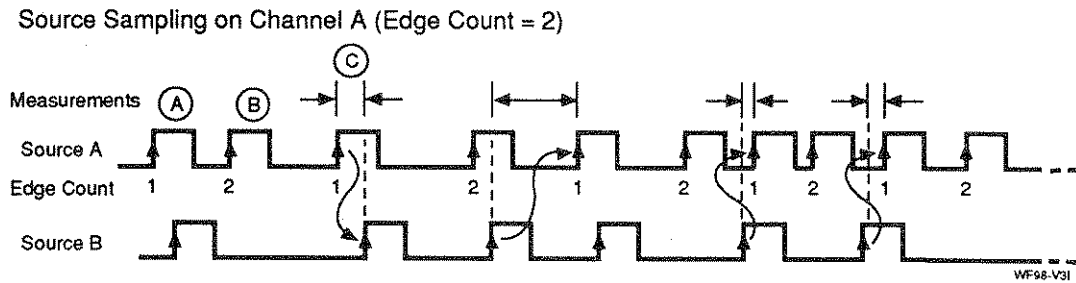 Source Sampling on Channel A (Edge Count = 2)
C
Measurements A B
Source A
Edge Count 1 2 1 2 1 2 1 2 1 2
Source B
WF98-V3I